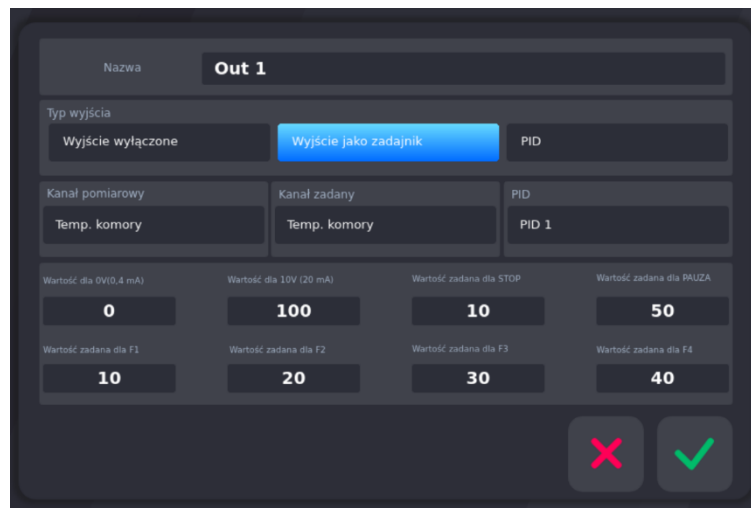 Nazwa Out 1
Typ wyjścia
Wyjście wyłączone Wyjście jako zadajnik PID
Kanał pomiarowy Kanał zadany PID
Temp. komory Temp. komory PID 1
Wartość dla 0V(0,4 mA) Wartość dla 10V (20 mA) Wartość zadana dla STOP Wartość zadana dla PAUZA
0 100 10 50
Wartość zadana dla F1 Wartość zadana dla F2 Wartość zadana dla F3 Wartość zadana dla F4
10 20 30 40